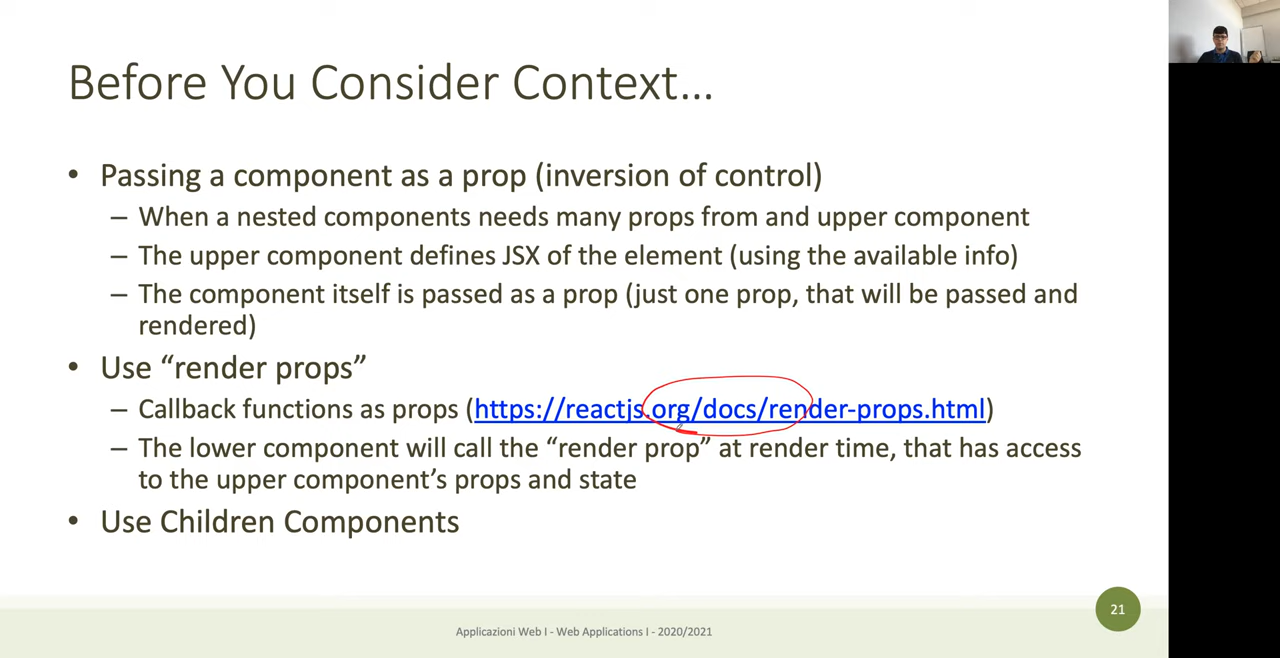 Before You Consider Context...
• Passing a component as a prop (inversion of control)
– When a nested components needs many props from and upper component
– The upper component defines JSX of the element (using the available info)
– The component itself is passed as a prop (just one prop, that will be passed and
rendered)
• Use “render props”
– Callback functions as props (https://reactjs.org/docs/render-props.html)
– The lower component will call the “render prop” at render time, that has access
to the upper component’s props and state
• Use Children Components
21
Applicazioni Web I - Web Applications I - 2020/2021